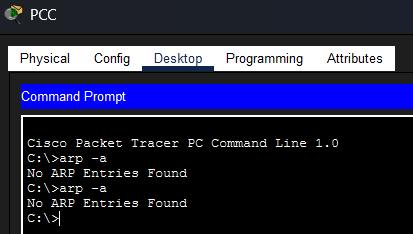 PCC
Physical Config Desktop Programming Attributes
Command Prompt
Cisco Packet Tracer PC Command Line 1.0
C:\>arp -a
No ARP Entries Found
C:\>arp -a
No ARP Entries Found
C:\>